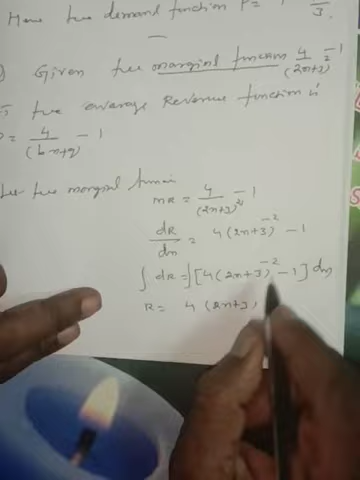 Have the demand function P =
3.
Given the marginal function 4/(2x+3)² - 1
the average Revenue function is
P = 4/(6x+9) - 1
Let the marginal
MR = 4/(2x+3)² - 1
dR/dx = 4(2x+3)⁻² - 1
∫ dR = ∫[4(2x+3)⁻² - 1] dx
R = 4 (2x+3)